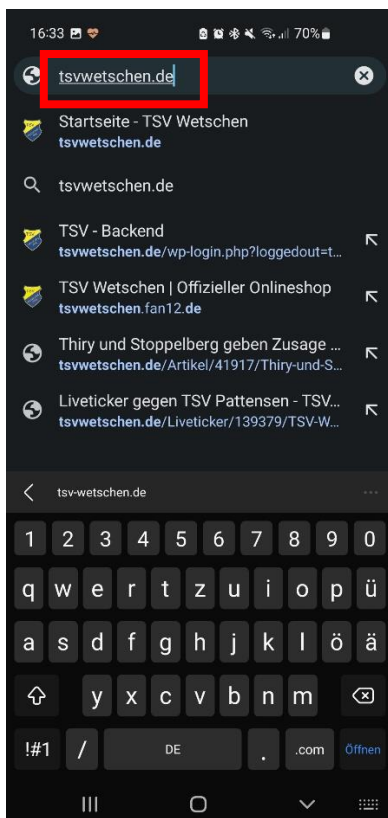 16:33 70%
tsvwetschen.de
Startseite - TSV Wetschen
tsvwetschen.de
tsvwetschen.de
TSV - Backend
tsvwetschen.de/wp-login.php?loggedout=t...
TSV Wetschen | Offizieller Onlineshop
tsvwetschen.fan12.de
Thiry und Stoppelberg geben Zusage ...
tsvwetschen.de/Artikel/41917/Thiry-und-S...
Liveticker gegen TSV Pattensen - TSV...
tsvwetschen.de/Liveticker/139379/TSV-W...
tsv-wetschen.de ...
1 2 3 4 5 6 7 8 9 0
q w e r t z u i o p ü
a s d f g h j k l ö ä
y x c v b n m
!#1 / DE . .com Öffnen